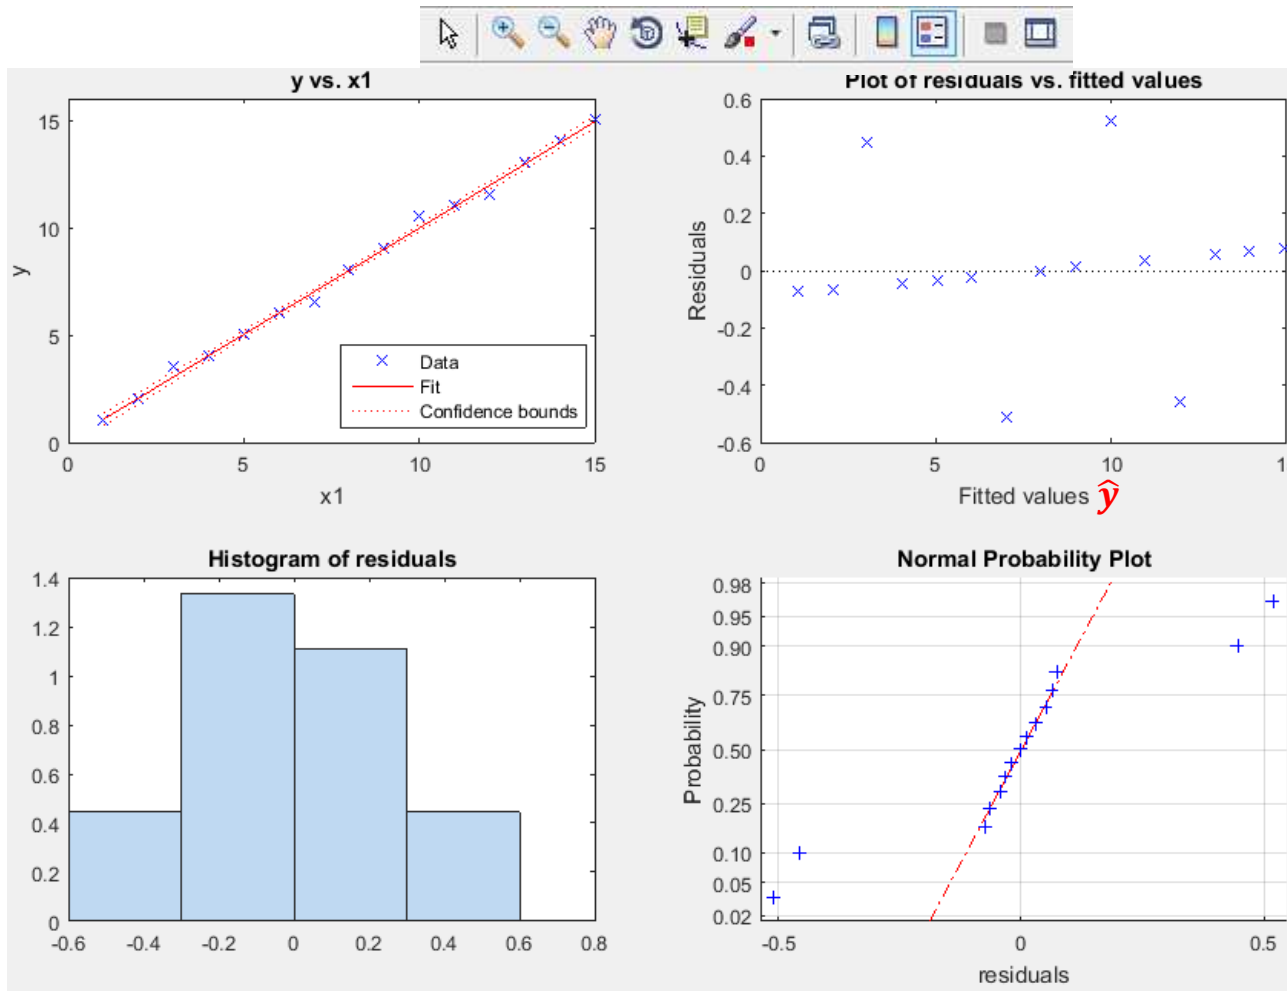 y vs. x1
15
10
5
0
y
0 5 10 15
x1
Data
Fit
Confidence bounds
Plot of residuals vs. fitted values
0.6
0.4
0.2
0
-0.2
-0.4
-0.6
Residuals
0 5 10 1
Fitted values ŷ
Histogram of residuals
1.4
1.2
1
0.8
0.6
0.4
0.2
0
-0.6 -0.4 -0.2 0 0.2 0.4 0.6 0.8
Normal Probability Plot
0.98
0.95
0.90
0.75
0.50
0.25
0.10
0.05
0.02
Probability
-0.5 0 0.5
residuals